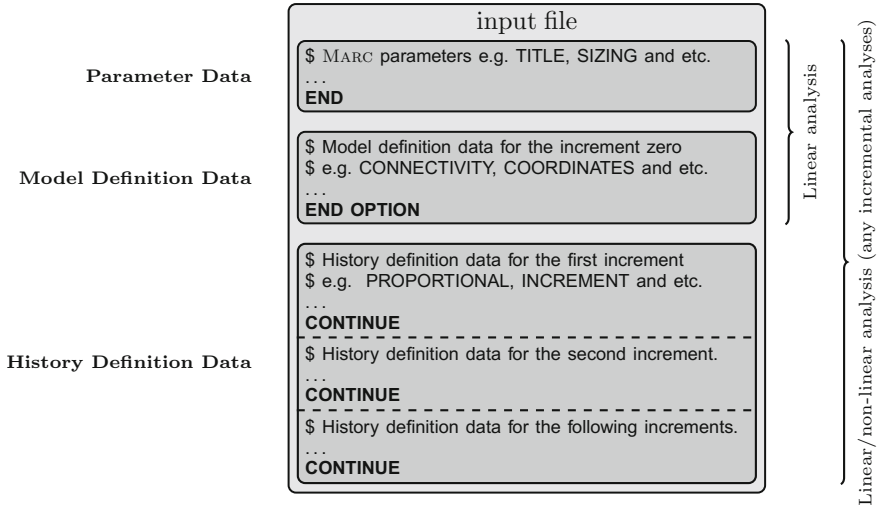 input file
Parameter Data
$ MARC parameters e.g. TITLE, SIZING and etc.
...
END
Model Definition Data
$ Model definition data for the increment zero
$ e.g. CONNECTIVITY, COORDINATES and etc.
...
END OPTION
History Definition Data
$ History definition data for the first increment
$ e.g. PROPORTIONAL, INCREMENT and etc.
...
CONTINUE
$ History definition data for the second increment.
...
CONTINUE
$ History definition data for the following increments.
...
CONTINUE
Linear analysis
Linear/non-linear analysis (any incremental analyses)